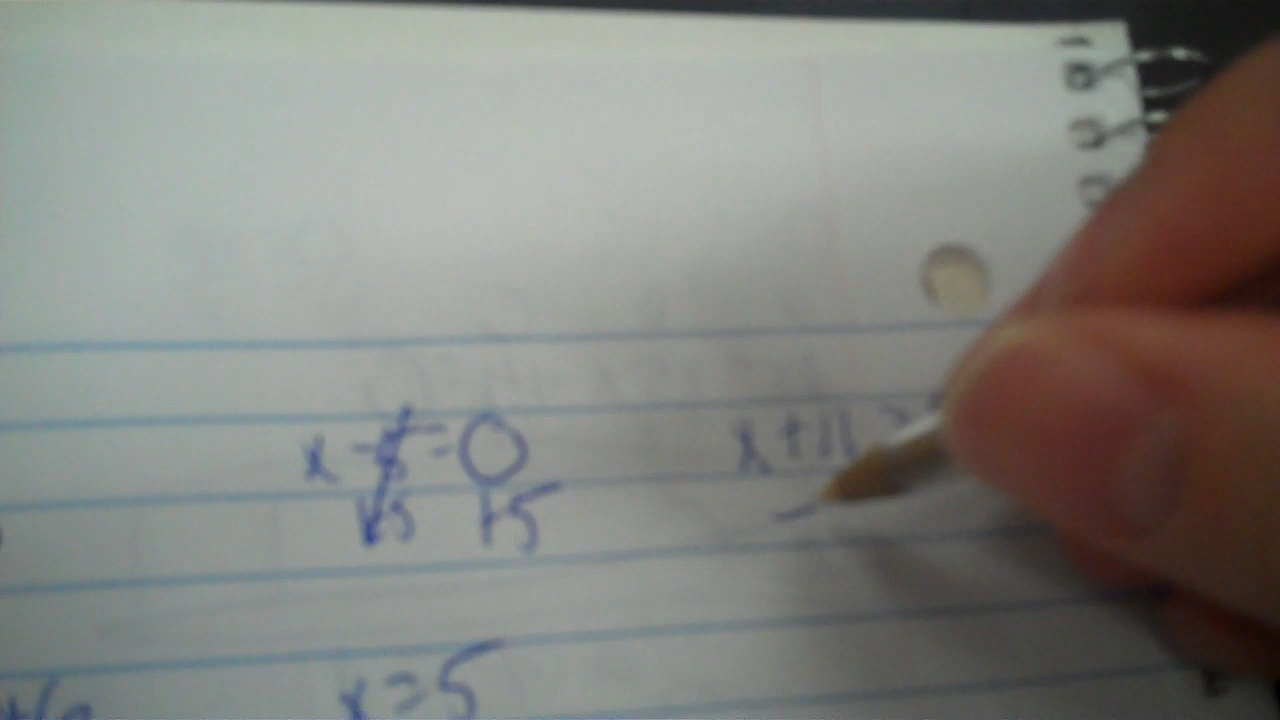 x - 5 = 0
x + 11 =
+5 +5
x = 5